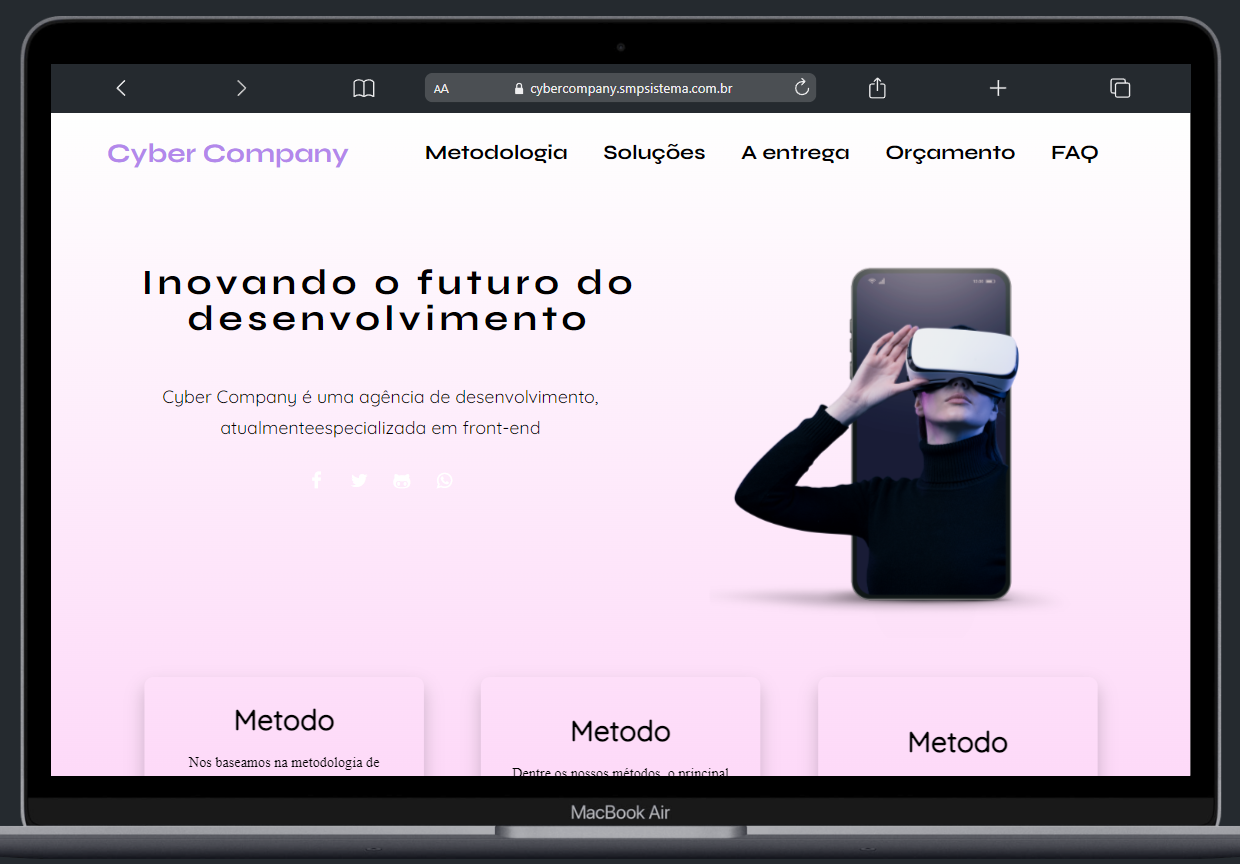 AA
cybercompany.smpsistema.com.br
Cyber Company Metodologia Soluções A entrega Orçamento FAQ
Inovando o futuro do
desenvolvimento
Cyber Company é uma agência de desenvolvimento,
atualmenteespecializada em front-end
Metodo
Nos baseamos na metodologia de
Metodo
Dentre os nossos métodos, o principal
Metodo
MacBook Air